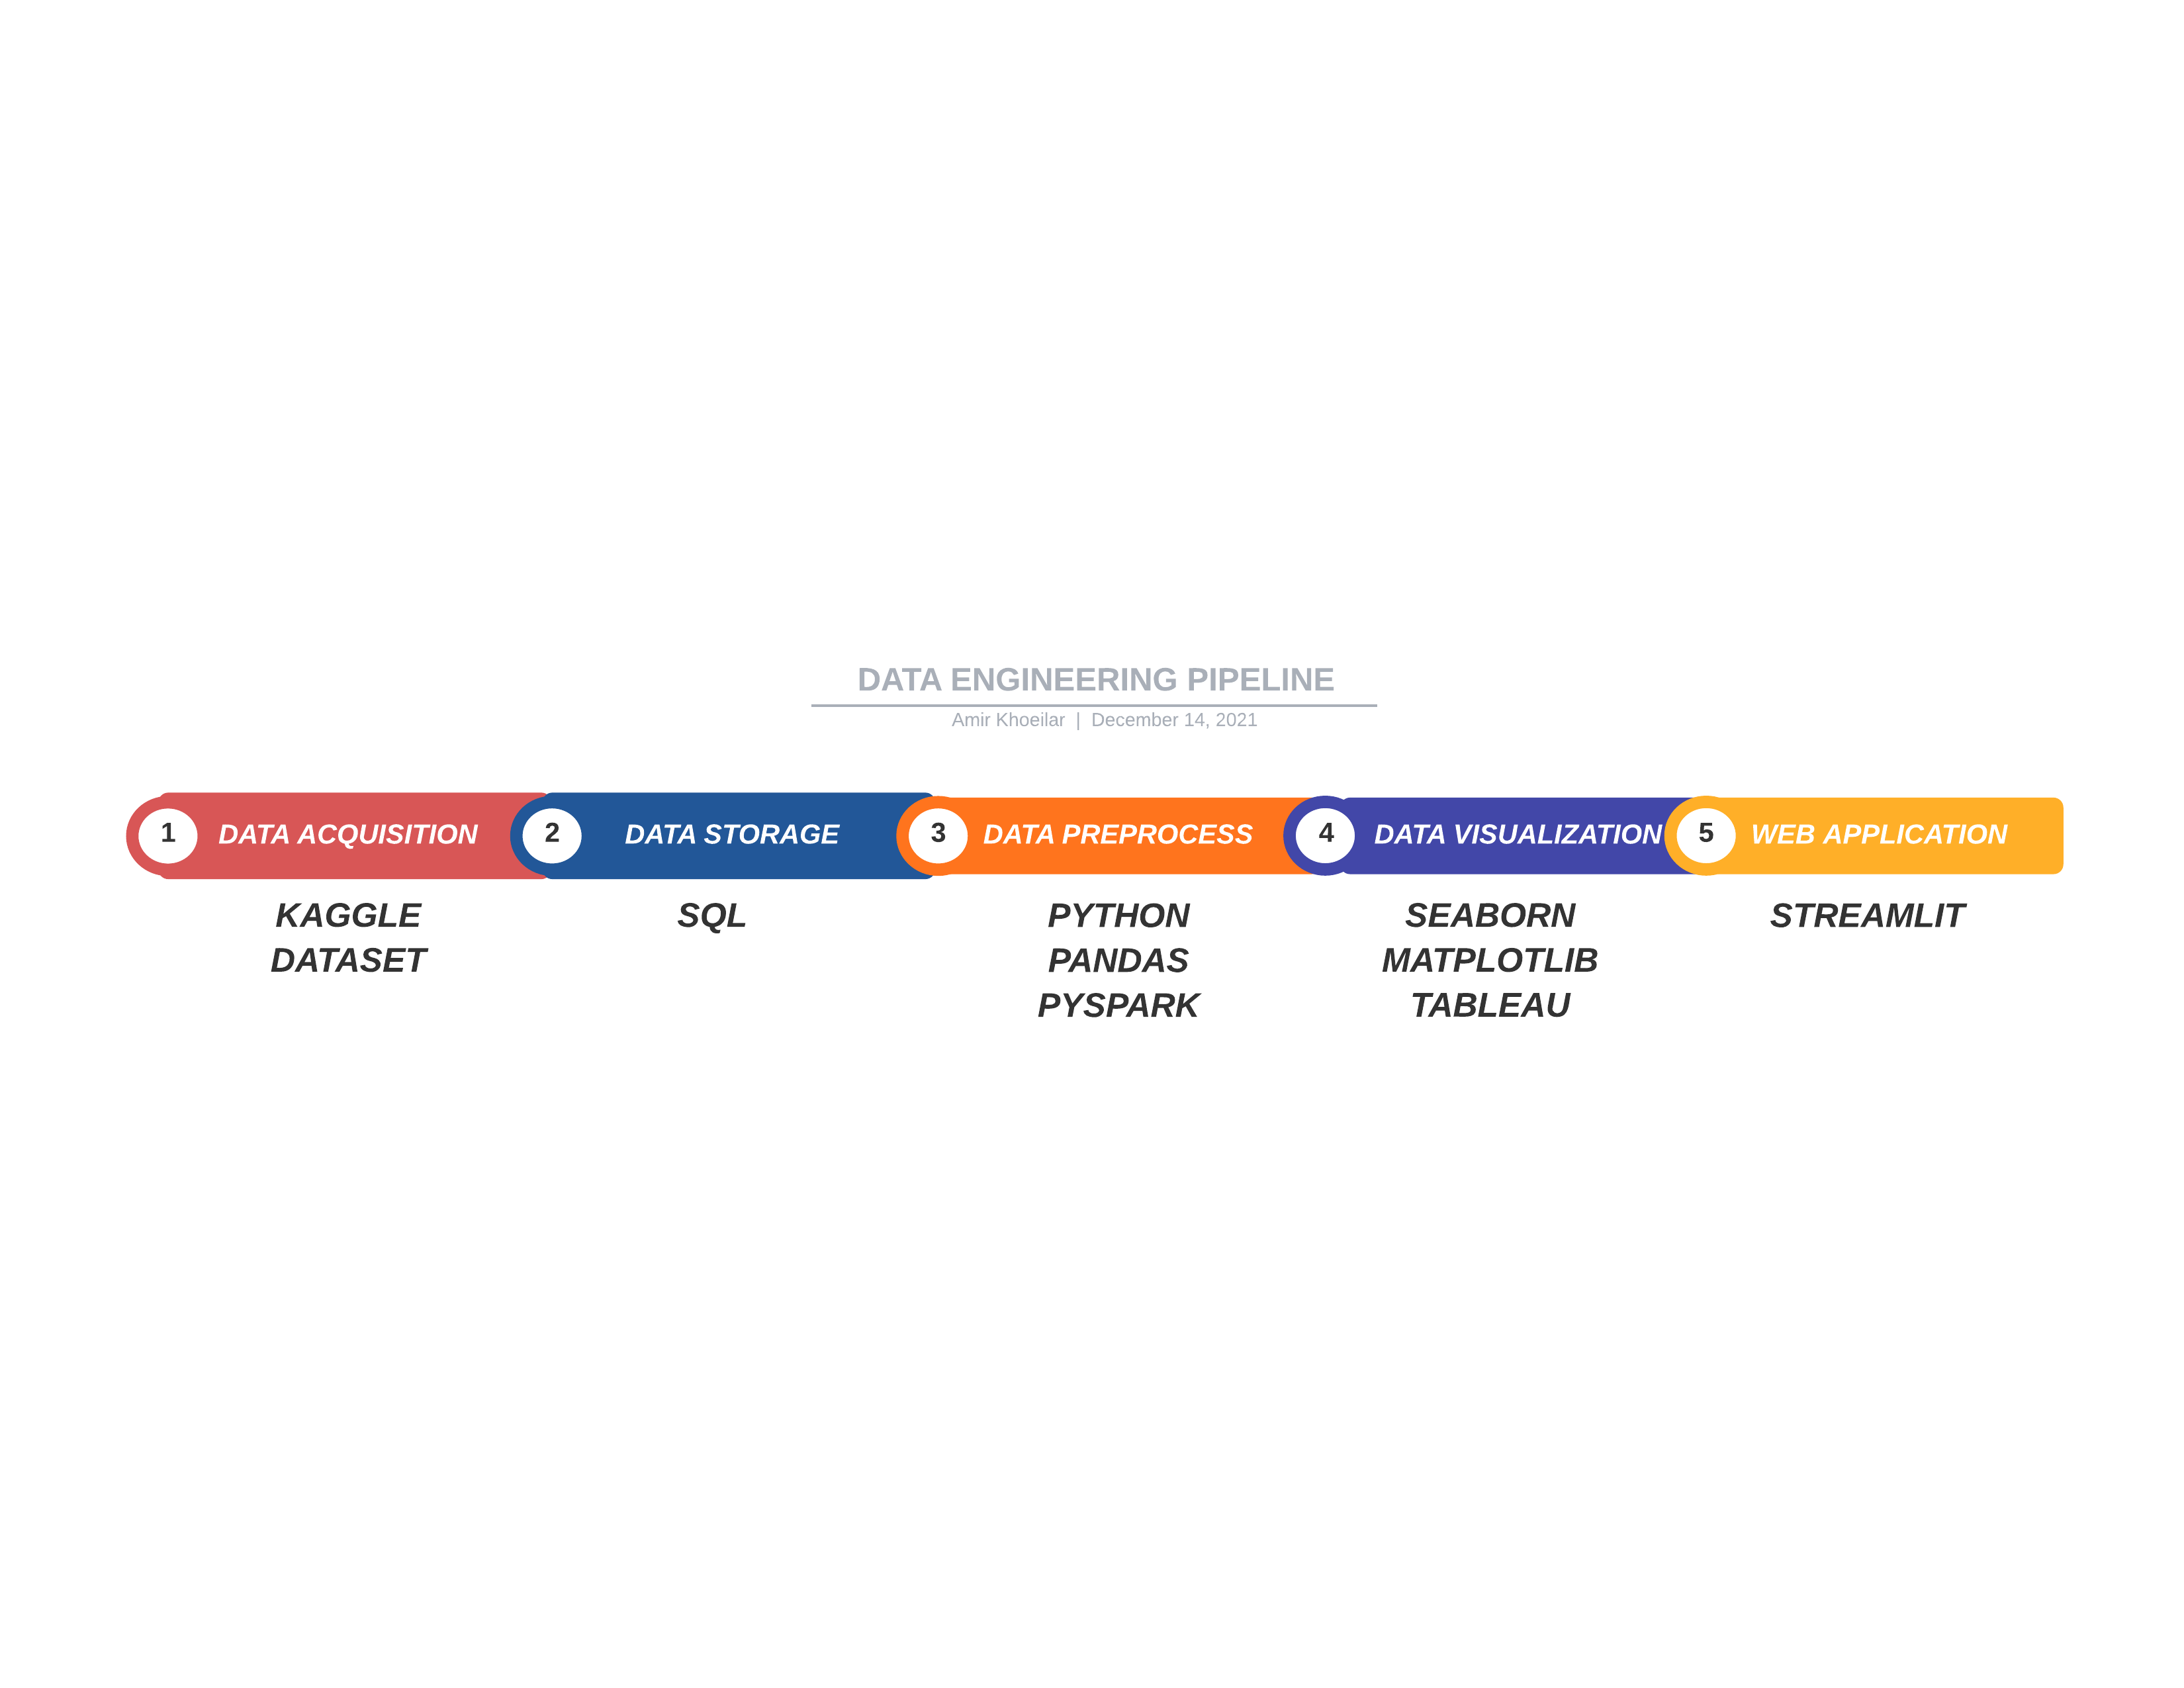 DATA ENGINEERING PIPELINE
Amir Khoeilar | December 14, 2021
1 DATA ACQUISITION
KAGGLE
DATASET
2 DATA STORAGE
SQL
3 DATA PREPROCESS
PYTHON
PANDAS
PYSPARK
4 DATA VISUALIZATION
SEABORN
MATPLOTLIB
TABLEAU
5 WEB APPLICATION
STREAMLIT